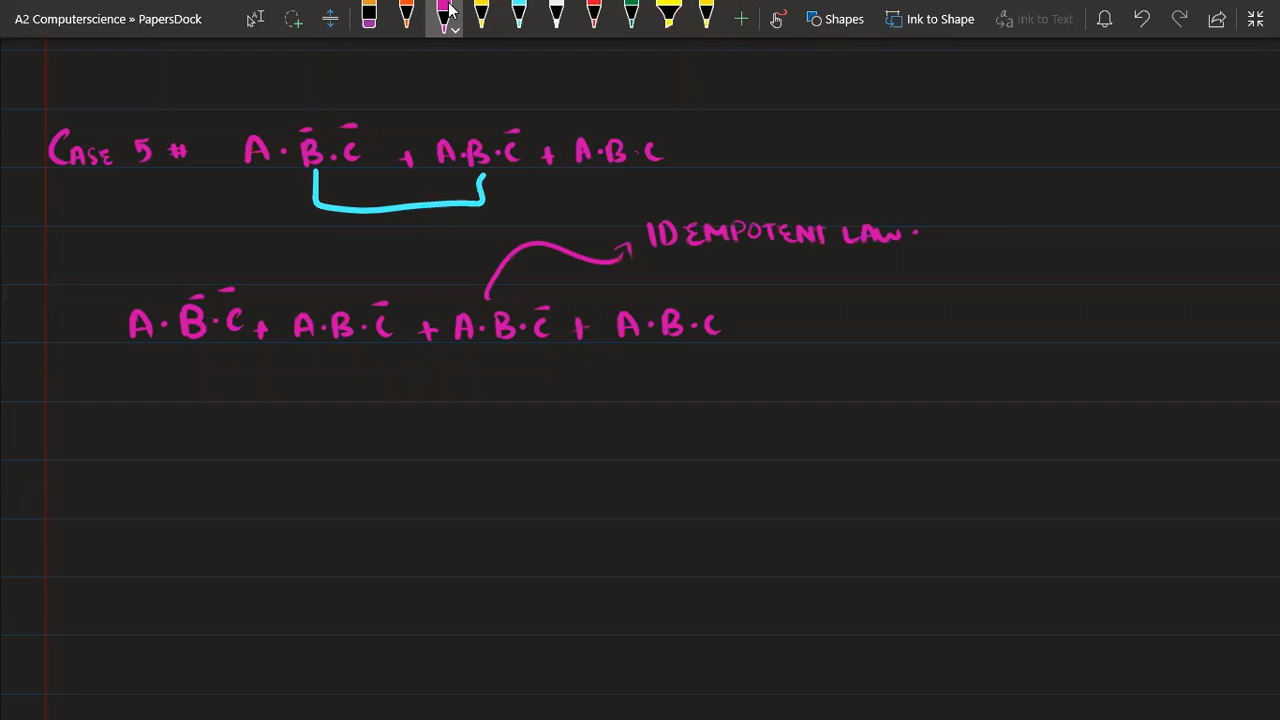 A2 Computerscience » PapersDock
Shapes
Ink to Shape
Ink to Text
CASE 5 # A · B̄ · C̄ + A·B·C̄ + A·B·C
IDEMPOTENT LAW.
A · B̄ · C̄ + A·B·C̄ + A·B·C̄ + A·B·C